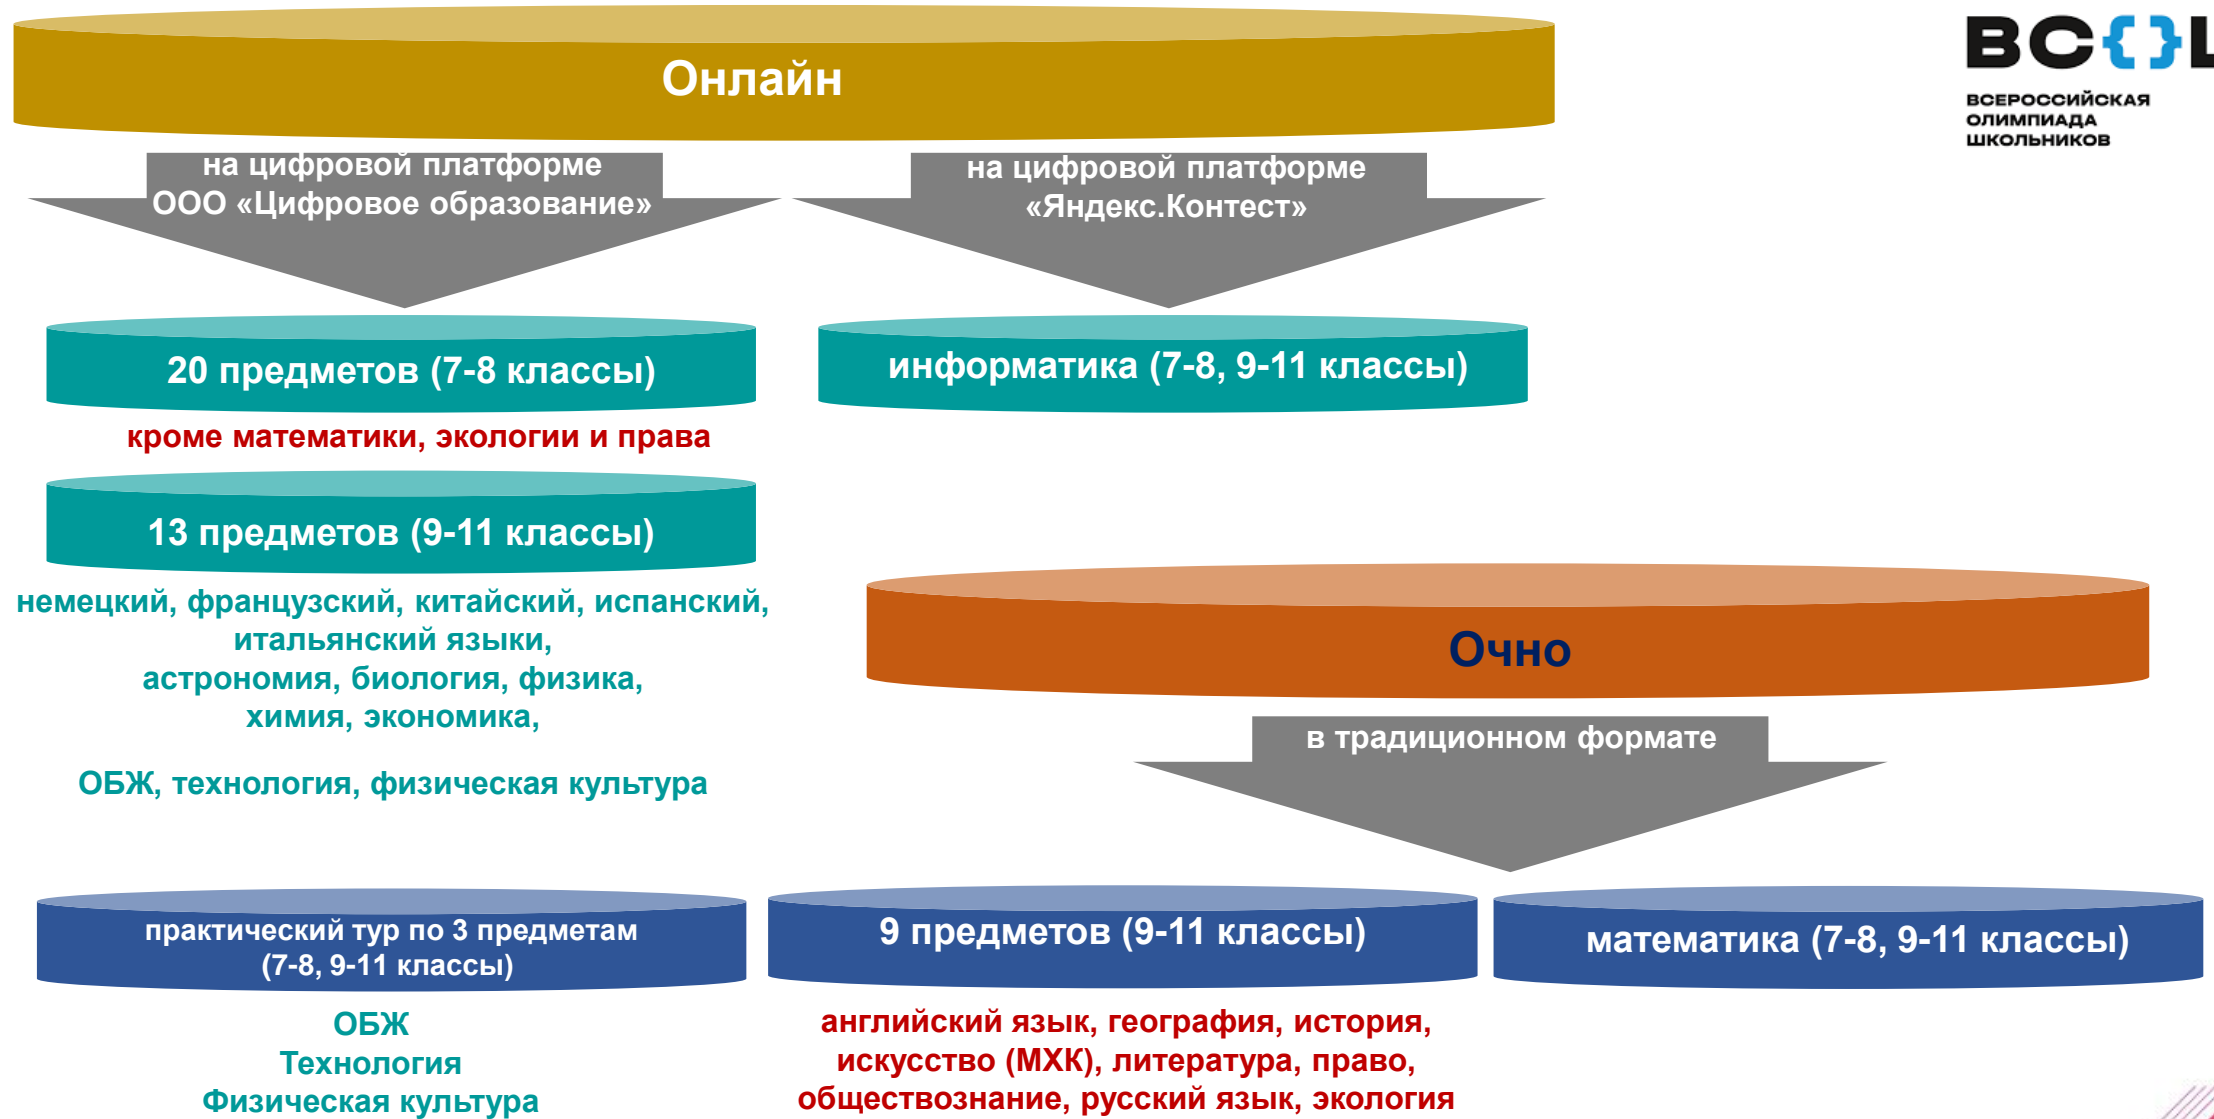 Онлайн
ВСЕРОССИЙСКАЯ
ОЛИМПИАДА
ШКОЛЬНИКОВ
на цифровой платформе
ООО «Цифровое образование»
на цифровой платформе
«Яндекс.Контест»
20 предметов (7-8 классы)
информатика (7-8, 9-11 классы)
кроме математики, экологии и права
13 предметов (9-11 классы)
немецкий, французский, китайский, испанский,
итальянский языки,
астрономия, биология, физика,
химия, экономика,
ОБЖ, технология, физическая культура
Очно
в традиционном формате
практический тур по 3 предметам
(7-8, 9-11 классы)
9 предметов (9-11 классы)
математика (7-8, 9-11 классы)
ОБЖ
Технология
Физическая культура
английский язык, география, история,
искусство (МХК), литература, право,
обществознание, русский язык, экология